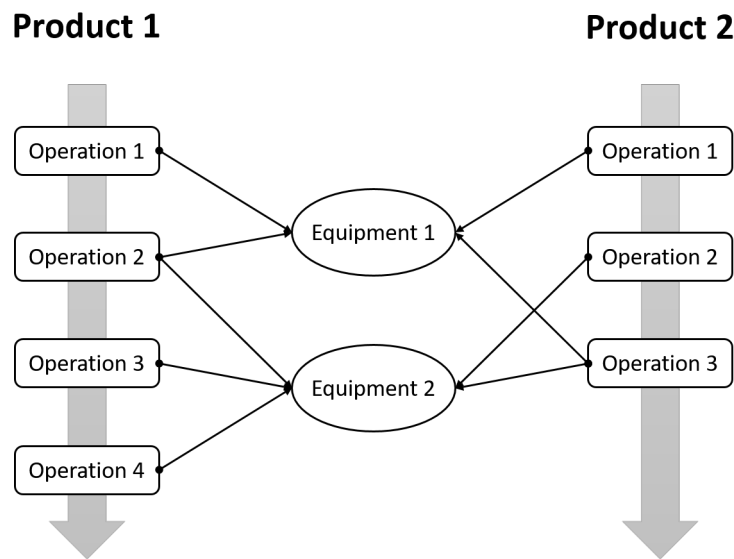 Product 1
Product 2
Operation 1
Operation 2
Operation 3
Operation 4
Equipment 1
Equipment 2
Operation 1
Operation 2
Operation 3